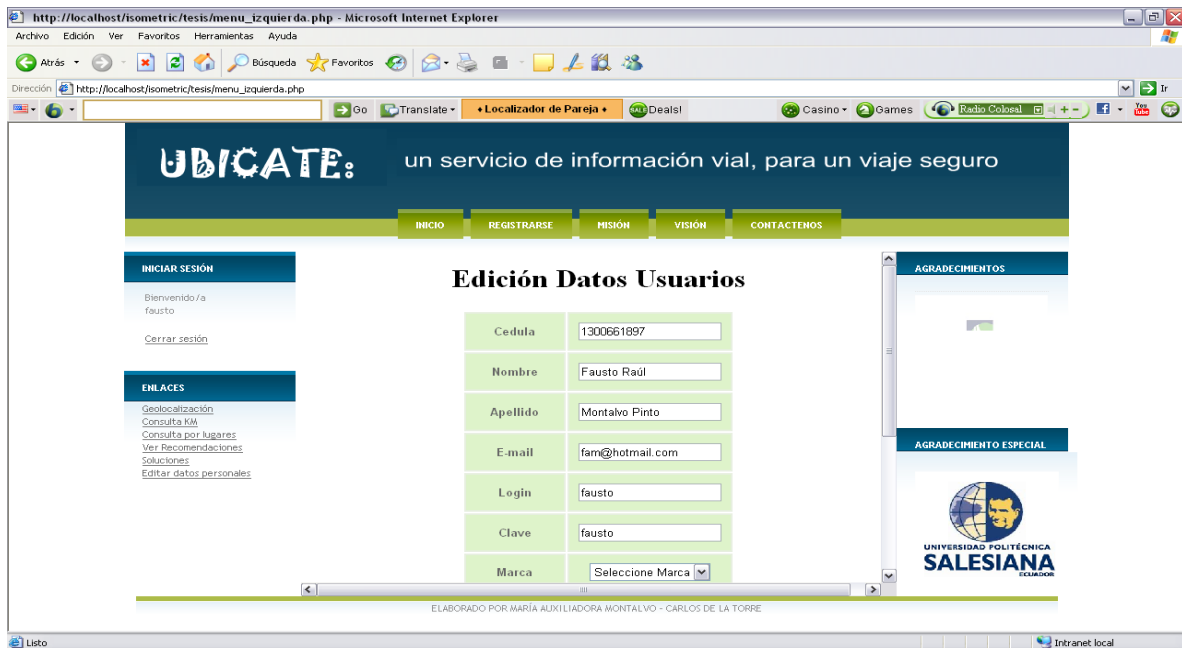 http://localhost/isometric/tesis/menu_izquierda.php - Microsoft Internet Explorer
Archivo Edición Ver Favoritos Herramientas Ayuda
Atrás Búsqueda Favoritos
Dirección http://localhost/isometric/tesis/menu_izquierda.php Ir
Go Translate Localizador de Pareja SALE Deals! Casino Games Radio Colosal You Tube
UBICATE: un servicio de información vial, para un viaje seguro
INICIO REGISTRARSE MISIÓN VISIÓN CONTACTENOS
INICIAR SESIÓN
Bienvenido/a
fausto
Cerrar sesión
ENLACES
Geolocalización
Consulta KM
Consulta por lugares
Ver Recomendaciones
Soluciones
Editar datos personales
Edición Datos Usuarios
Cedula 1300661897
Nombre Fausto Raúl
Apellido Montalvo Pinto
E-mail fam@hotmail.com
Login fausto
Clave fausto
Marca Seleccione Marca
AGRADECIMIENTOS
AGRADECIMIENTO ESPECIAL
UNIVERSIDAD POLITÉCNICA
SALESIANA
ECUADOR
ELABORADO POR MARÍA AUXILIADORA MONTALVO - CARLOS DE LA TORRE
Listo Intranet local